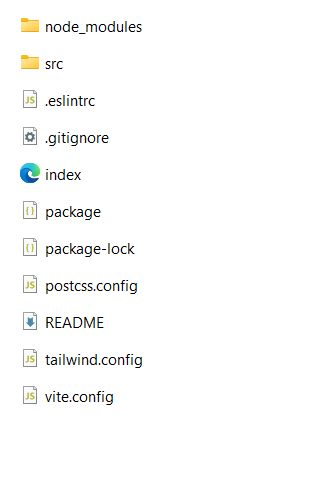 node_modules
src
.eslintrc
.gitignore
index
package
package-lock
postcss.config
README
tailwind.config
vite.config